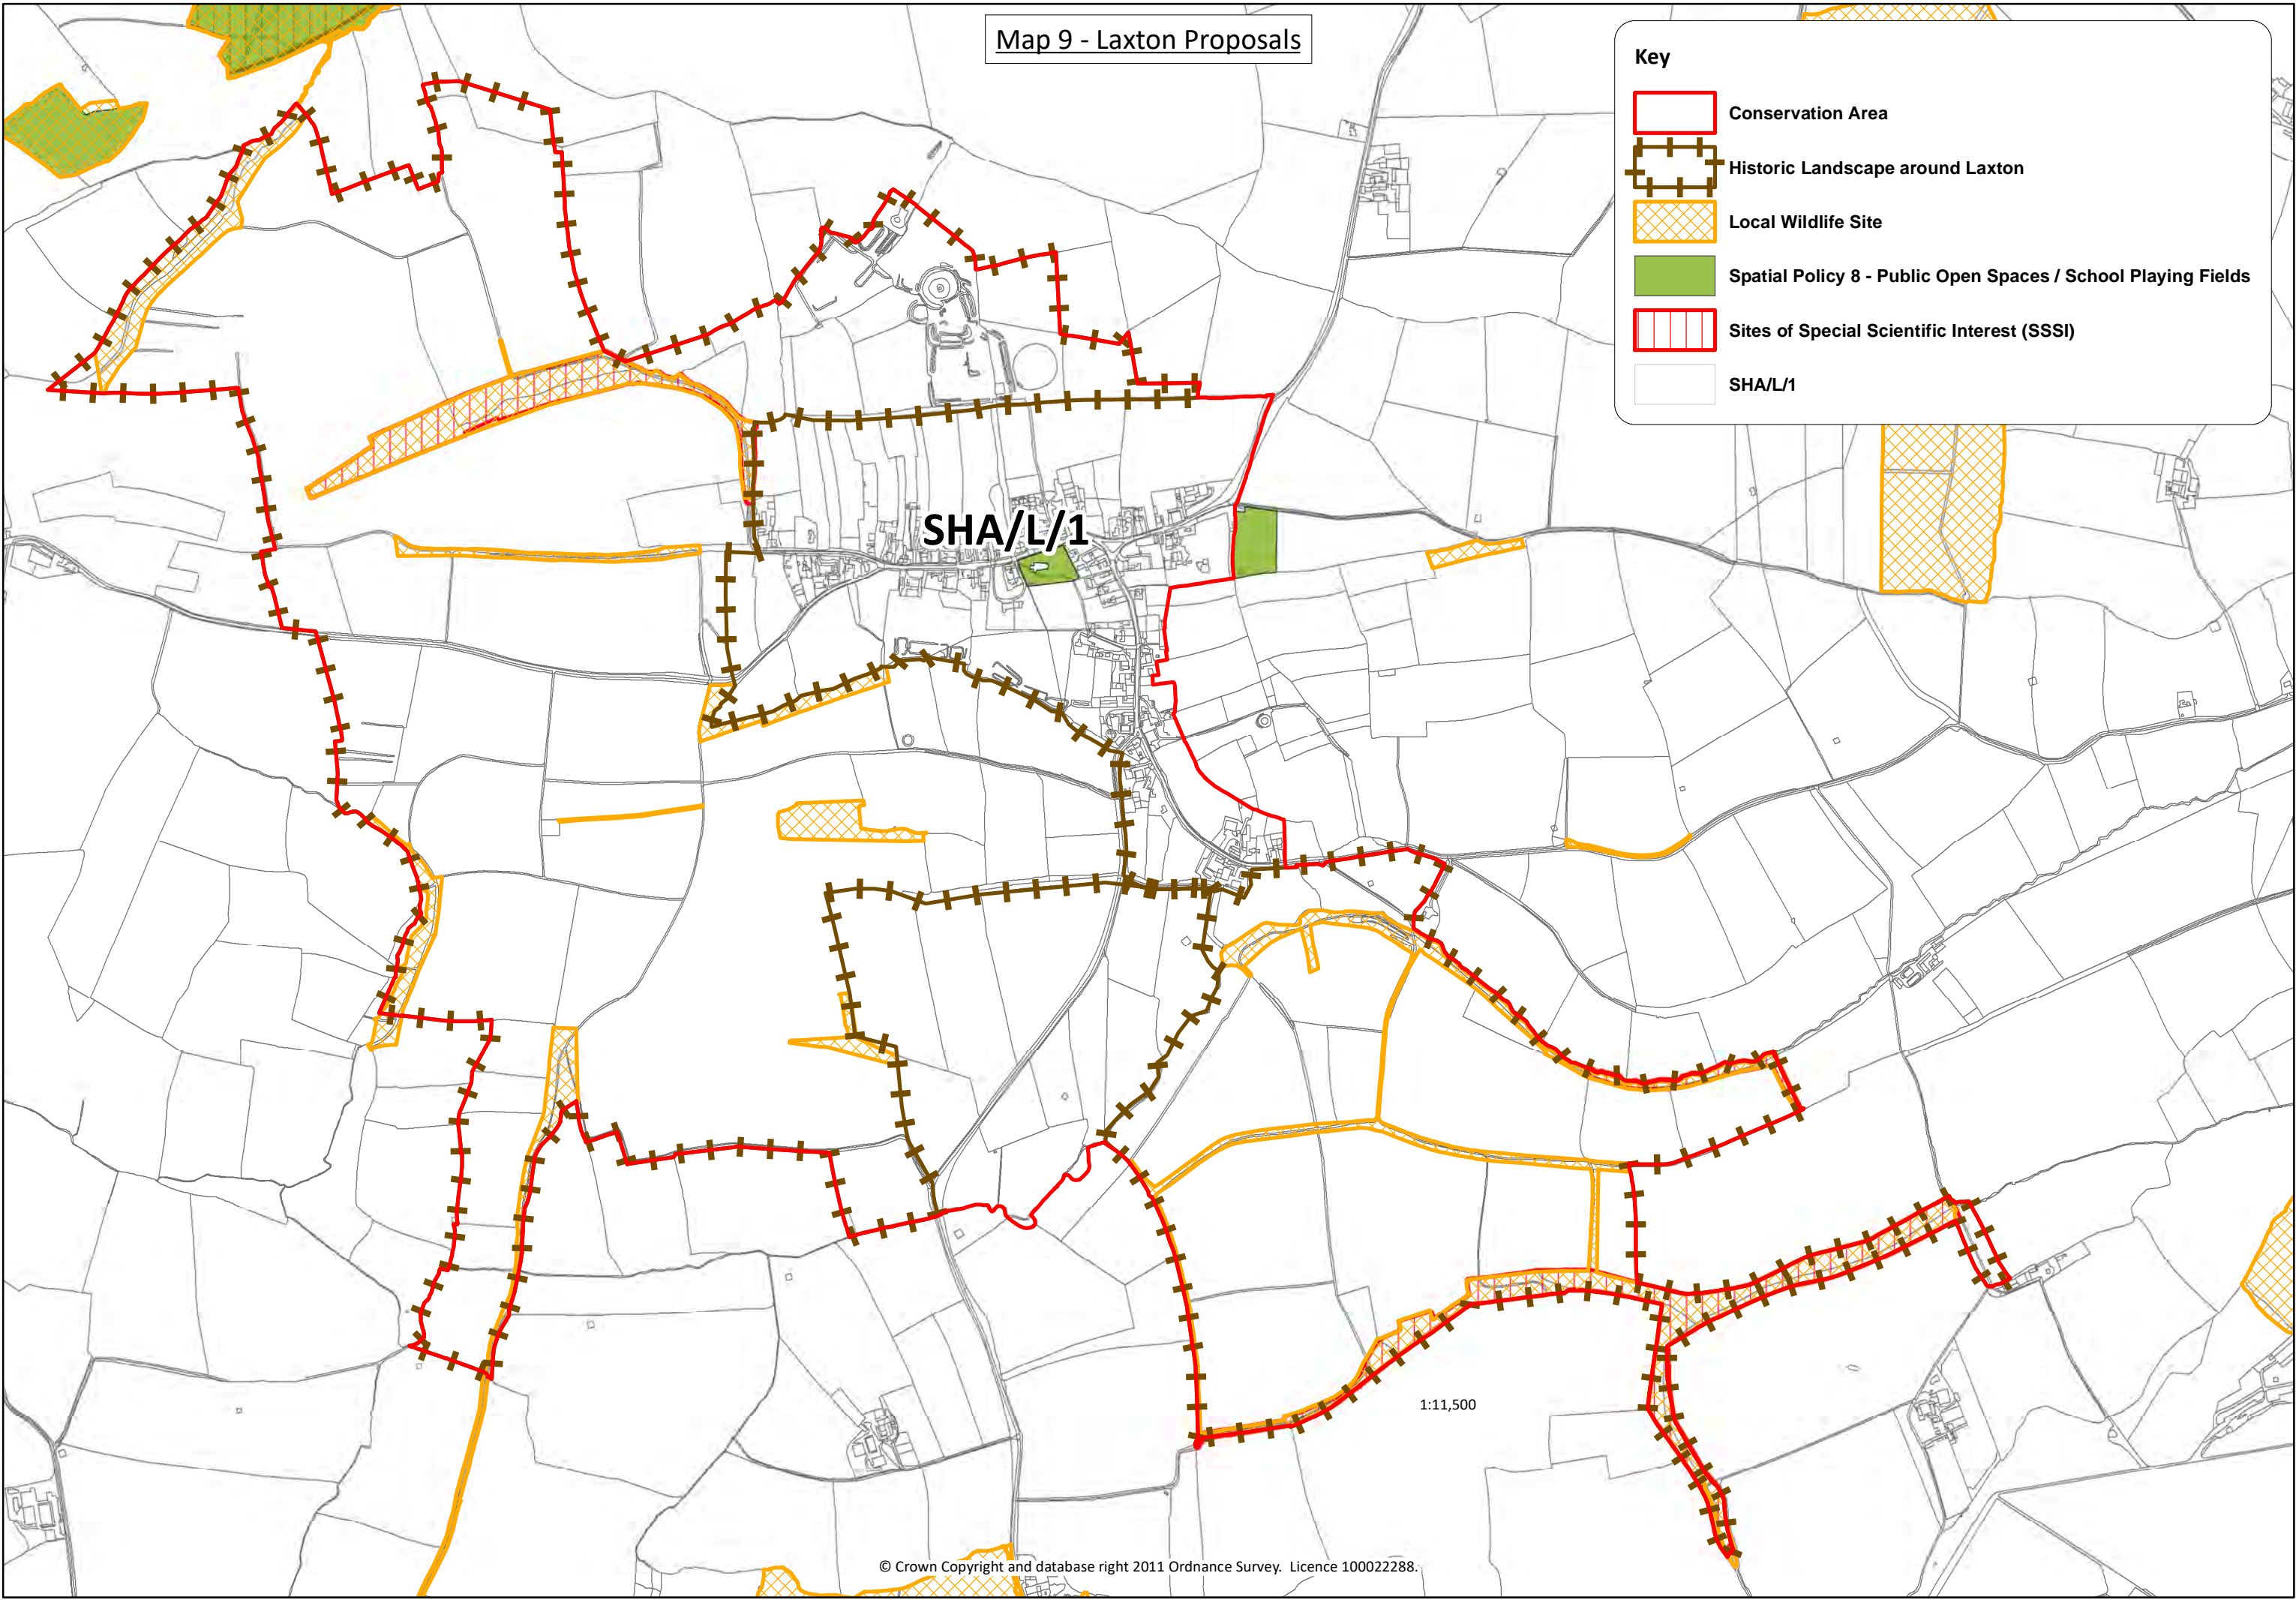 Map 9 - Laxton Proposals
Key
Conservation Area
Historic Landscape around Laxton
Local Wildlife Site
Spatial Policy 8 - Public Open Spaces / School Playing Fields
Sites of Special Scientific Interest (SSSI)
SHA/L/1
SHA/L/1
1:11,500
© Crown Copyright and database right 2011 Ordnance Survey. Licence 100022288.